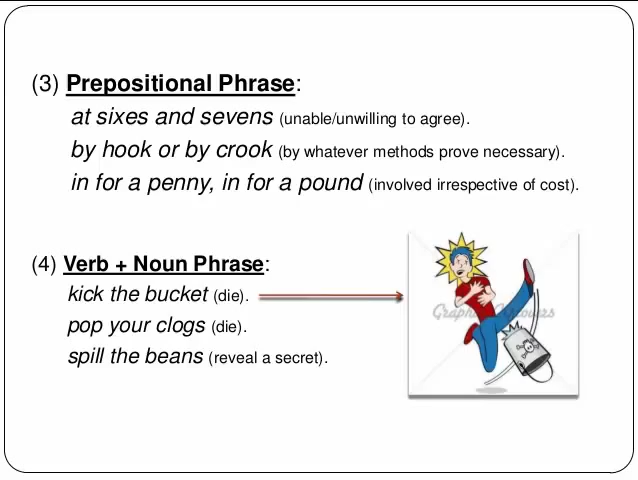 (3) Prepositional Phrase:
at sixes and sevens (unable/unwilling to agree).
by hook or by crook (by whatever methods prove necessary).
in for a penny, in for a pound (involved irrespective of cost).
(4) Verb + Noun Phrase:
kick the bucket (die).
pop your clogs (die).
spill the beans (reveal a secret).